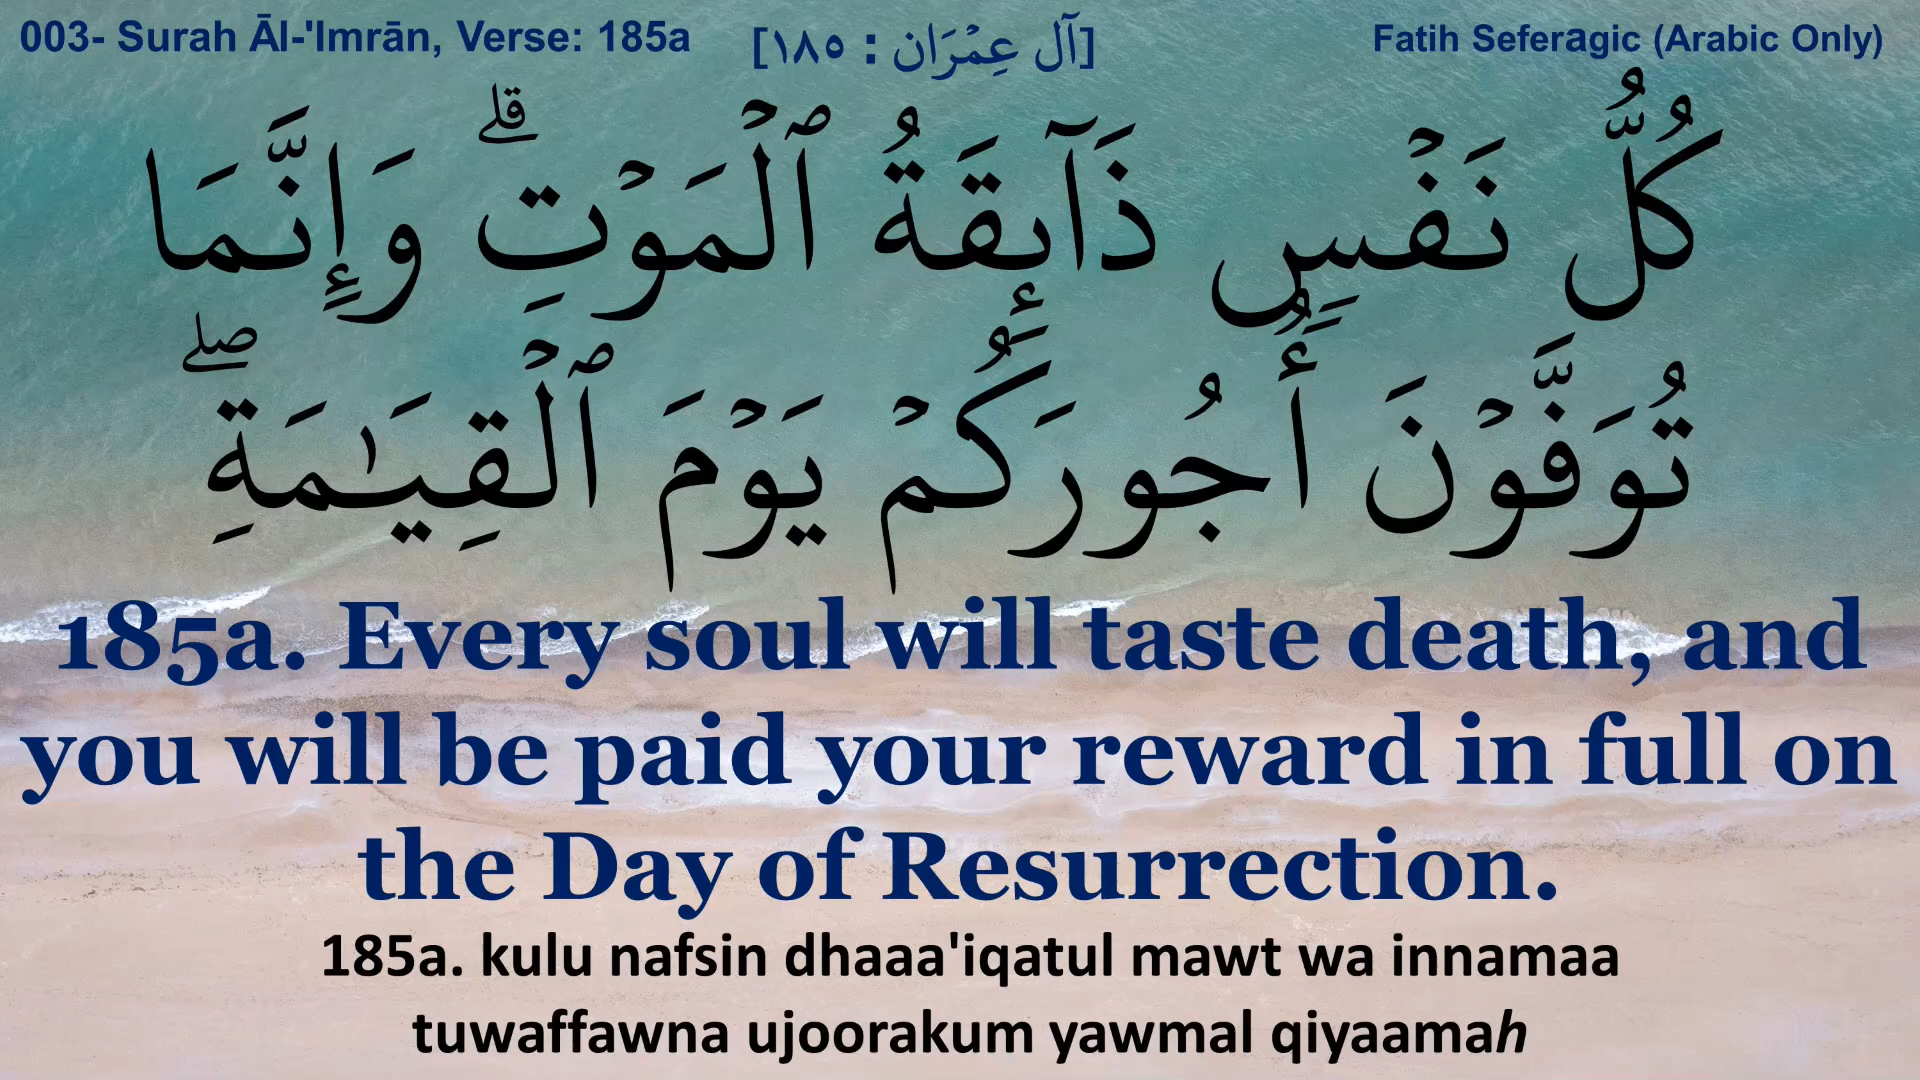 003- Surah Āl-'Imrān, Verse: 185a
[آل عِمْرَان : ١٨٥]
Fatih Seferagic (Arabic Only)
كُلُّ نَفۡسࣲ ذَاۤىِٕقَةُ ٱلۡمَوۡتِۗ وَإِنَّمَا
تُوَفَّوۡنَ أُجُورَكُمۡ يَوۡمَ ٱلۡقِيَـٰمَةِۖ
185a. Every soul will taste death, and
you will be paid your reward in full on
the Day of Resurrection.
185a. kulu nafsin dhaaa'iqatul mawt wa innamaa
tuwaffawna ujoorakum yawmal qiyaamah